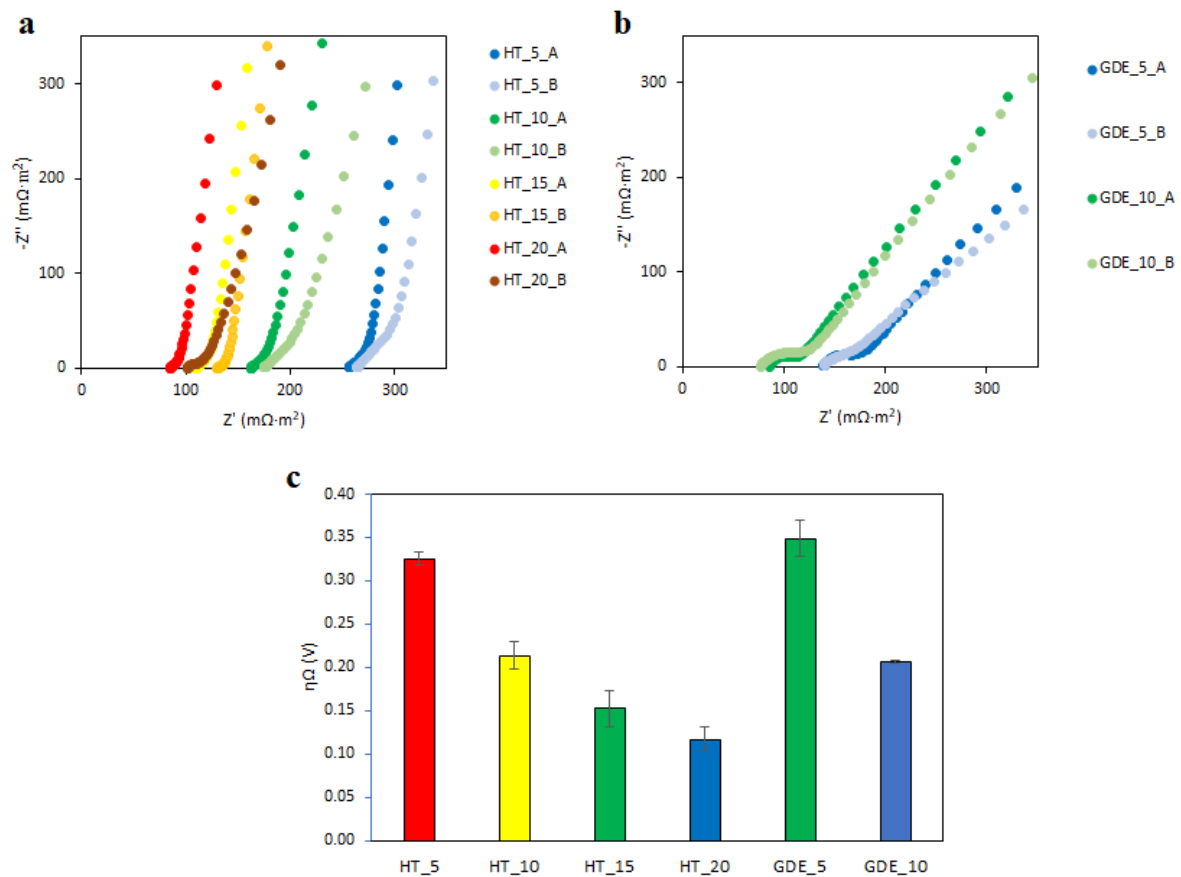 a
300
200
100
0
-Z'' (mΩ·m²)
0
100
200
300
Z' (mΩ·m²)
HT_5_A
HT_5_B
HT_10_A
HT_10_B
HT_15_A
HT_15_B
HT_20_A
HT_20_B
b
300
200
100
0
-Z'' (mΩ·m²)
0
100
200
300
Z' (mΩ·m²)
GDE_5_A
GDE_5_B
GDE_10_A
GDE_10_B
c
0.40
0.35
0.30
0.25
0.20
0.15
0.10
0.05
0.00
ηΩ (V)
HT_5
HT_10
HT_15
HT_20
GDE_5
GDE_10